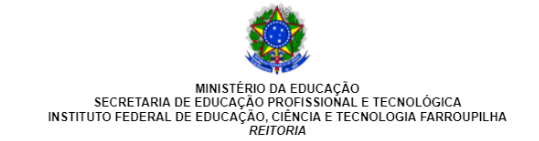 MINISTÉRIO DA EDUCAÇÃO
SECRETARIA DE EDUCAÇÃO PROFISSIONAL E TECNOLÓGICA
INSTITUTO FEDERAL DE EDUCAÇÃO, CIÊNCIA E TECNOLOGIA FARROUPILHA
REITORIA